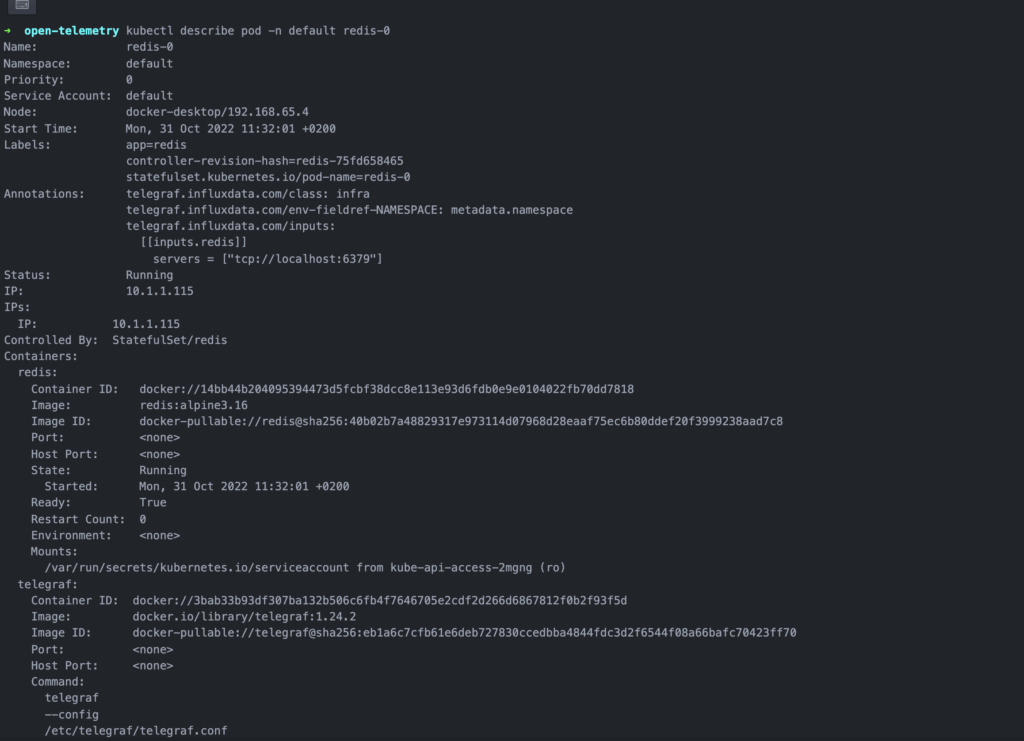 → open-telemetry kubectl describe pod -n default redis-0
Name: redis-0
Namespace: default
Priority: 0
Service Account: default
Node: docker-desktop/192.168.65.4
Start Time: Mon, 31 Oct 2022 11:32:01 +0200
Labels: app=redis
controller-revision-hash=redis-75fd658465
statefulset.kubernetes.io/pod-name=redis-0
Annotations: telegraf.influxdata.com/class: infra
telegraf.influxdata.com/env-fieldref-NAMESPACE: metadata.namespace
telegraf.influxdata.com/inputs:
[[inputs.redis]]
servers = ["tcp://localhost:6379"]
Status: Running
IP: 10.1.1.115
IPs:
IP: 10.1.1.115
Controlled By: StatefulSet/redis
Containers:
redis:
Container ID: docker://14bb44b204095394473d5fcbf38dcc8e113e93d6fdb0e9e0104022fb70dd7818
Image: redis:alpine3.16
Image ID: docker-pullable://redis@sha256:40b02b7a48829317e973114d07968d28eaaf75ec6b80ddef20f3999238aad7c8
Port: <none>
Host Port: <none>
State: Running
Started: Mon, 31 Oct 2022 11:32:01 +0200
Ready: True
Restart Count: 0
Environment: <none>
Mounts:
/var/run/secrets/kubernetes.io/serviceaccount from kube-api-access-2mgng (ro)
telegraf:
Container ID: docker://3bab33b93df307ba132b506c6fb4f7646705e2cdf2d266d6867812f0b2f93f5d
Image: docker.io/library/telegraf:1.24.2
Image ID: docker-pullable://telegraf@sha256:eb1a6c7cfb61e6deb727830ccedbba4844fdc3d2f6544f08a66bafc70423ff70
Port: <none>
Host Port: <none>
Command:
telegraf
--config
/etc/telegraf/telegraf.conf